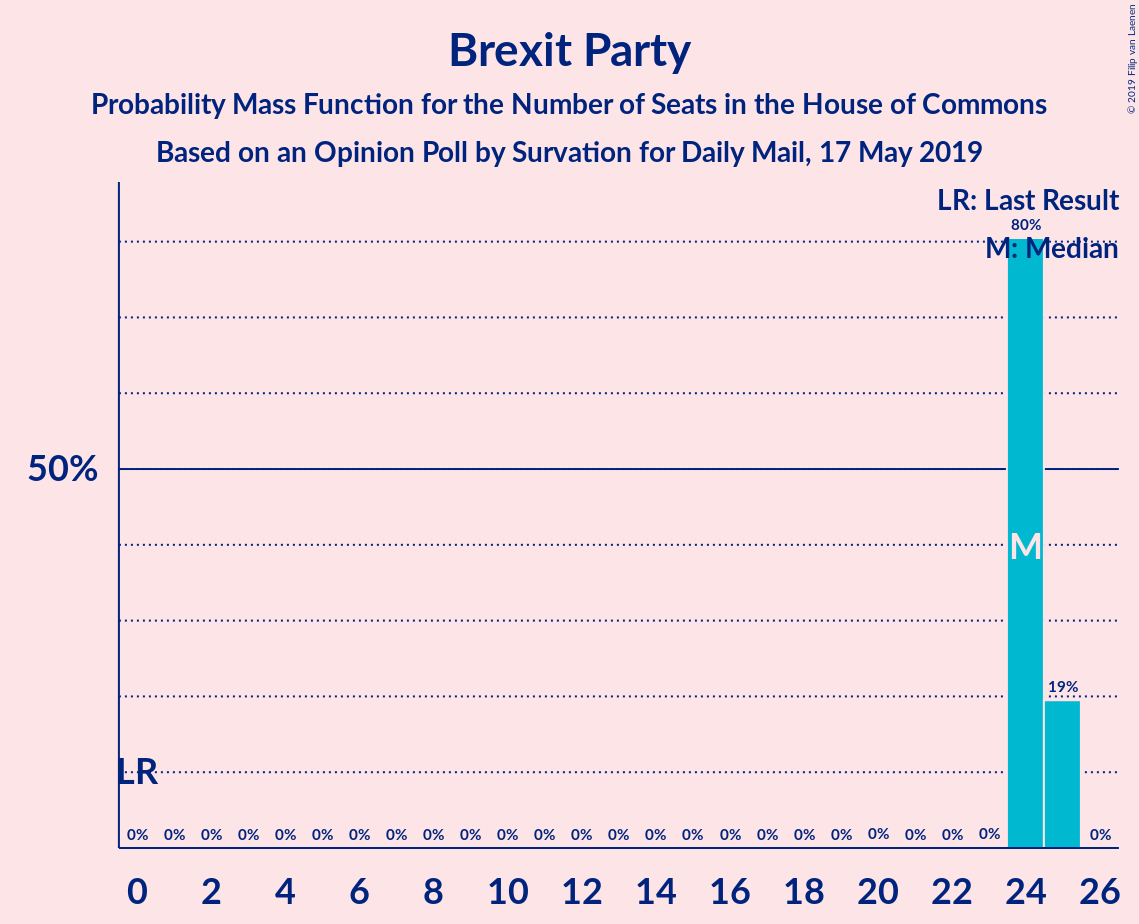 Brexit Party
Probability Mass Function for the Number of Seats in the House of Commons
Based on an Opinion Poll by Survation for Daily Mail, 17 May 2019
© 2019 Filip van Laenen
LR: Last Result
80%
M: Median
50%
M
19%
LR
0% 0% 0% 0% 0% 0% 0% 0% 0% 0% 0% 0% 0% 0% 0% 0% 0% 0% 0% 0% 0% 0% 0% 0% 0%
0 2 4 6 8 10 12 14 16 18 20 22 24 26